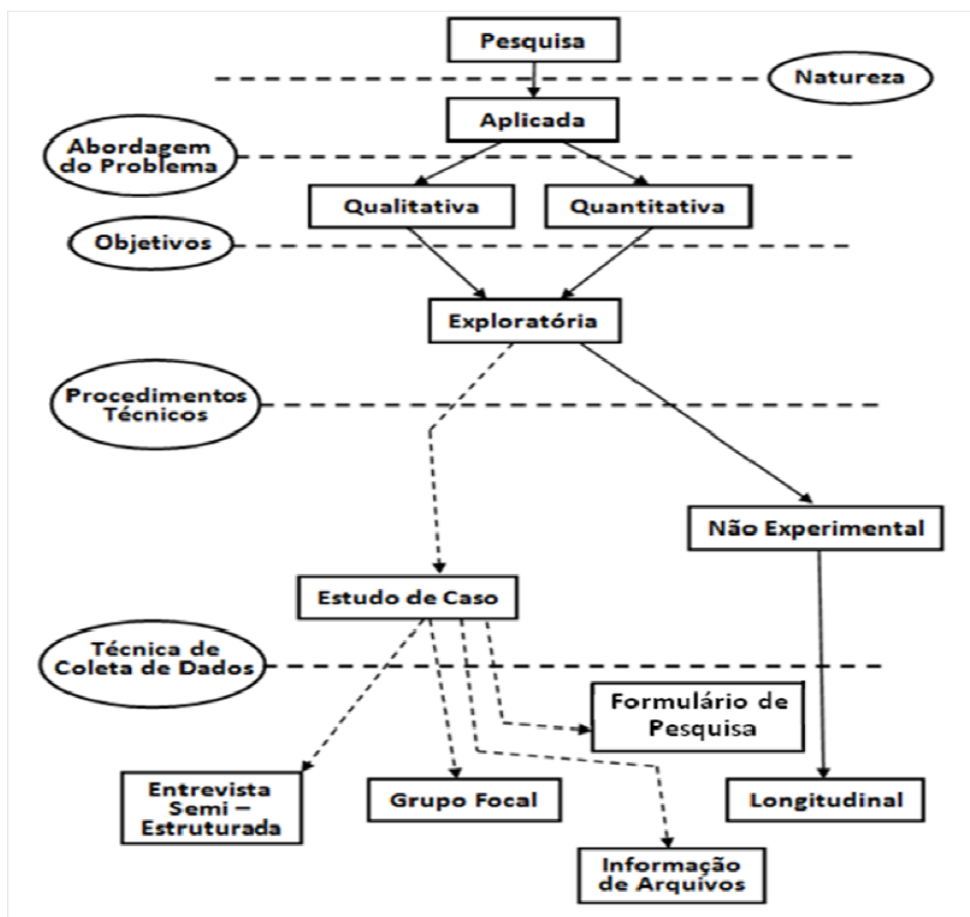 Pesquisa
Natureza
Aplicada
Abordagem
do Problema
Qualitativa
Quantitativa
Objetivos
Exploratória
Procedimentos
Técnicos
Não Experimental
Estudo de Caso
Técnica de
Coleta de Dados
Formulário de
Pesquisa
Entrevista
Semi –
Estruturada
Grupo Focal
Longitudinal
Informação
de Arquivos